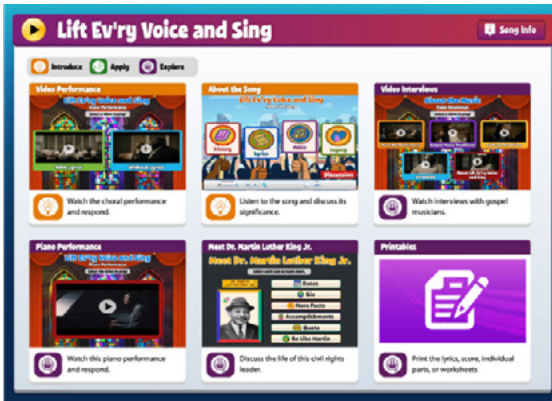 Lift Ev'ry Voice and Sing
Song Info
Introduce
Apply
Explore
Video Performance
Lift Ev'ry Voice and Sing
Video Performance
Watch the choral performance
and respond.
About the Song
Lift Ev'ry Voice and Sing
History
Lyrics
Music
Legacy
Discussion
Listen to the song and discuss its
significance.
Video Interviews
About the Music
Video Interviews
Watch interviews with gospel
musicians.
Piano Performance
Lift Ev'ry Voice and Sing
Piano Performance
Watch this piano performance
and respond.
Meet Dr. Martin Luther King Jr.
Meet Dr. Martin Luther King Jr.
Dates
Bio
More Facts
Accomplishments
Quote
Be Like Martin
Discuss the life of this civil rights
leader.
Printables
Print the lyrics, score, individual
parts, or worksheets